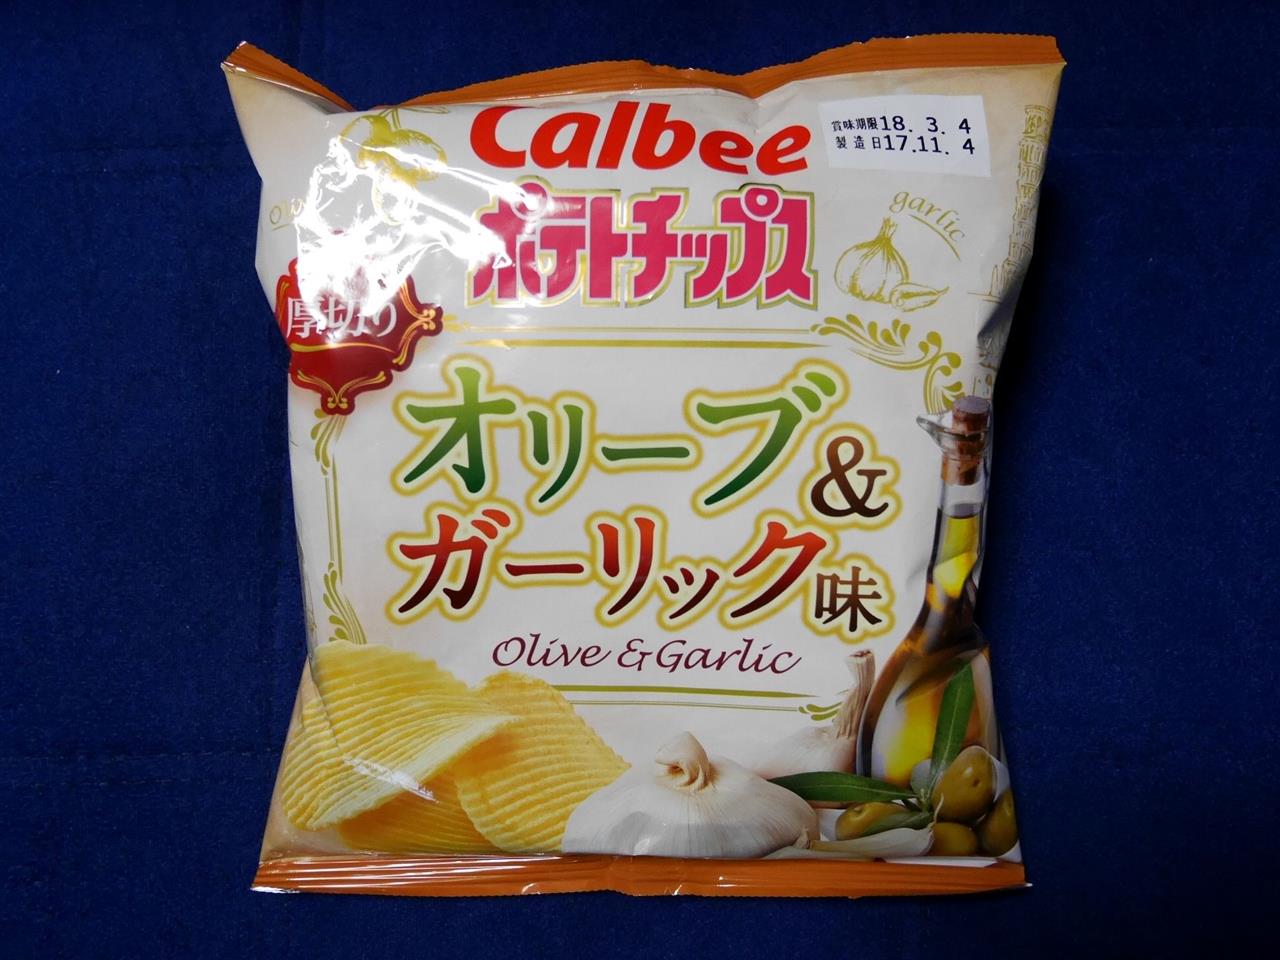 Calbee
ポテトチップス
賞味期限18. 3. 4
製造日17.11. 4
garlic
厚切り
オリーブ&
ガーリック味
Olive & Garlic